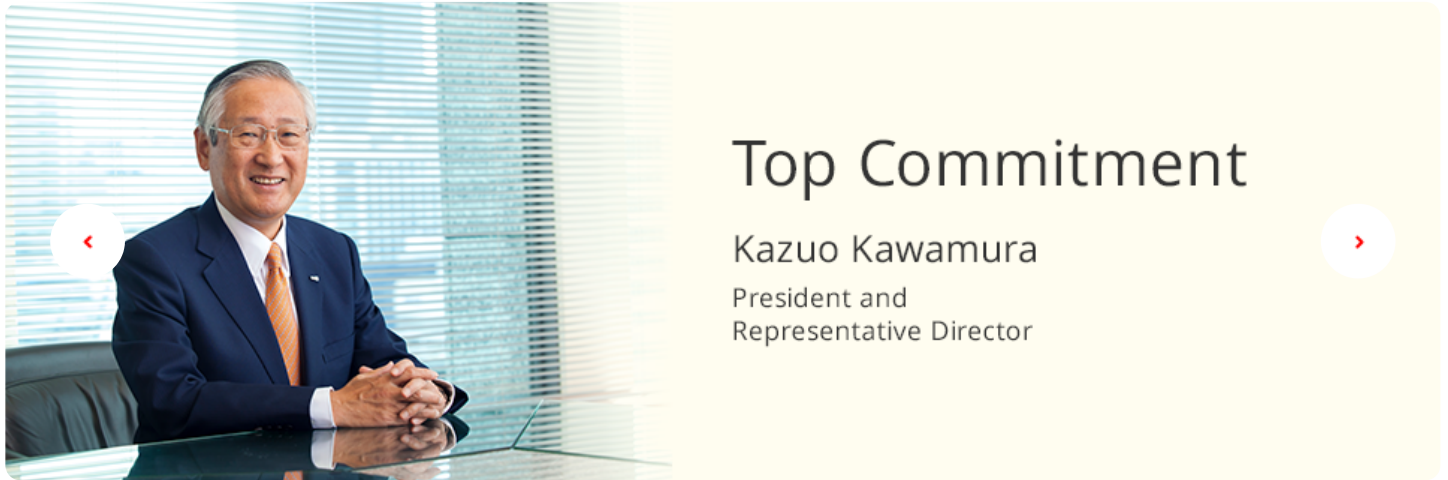 Top Commitment
Kazuo Kawamura
President and
Representative Director